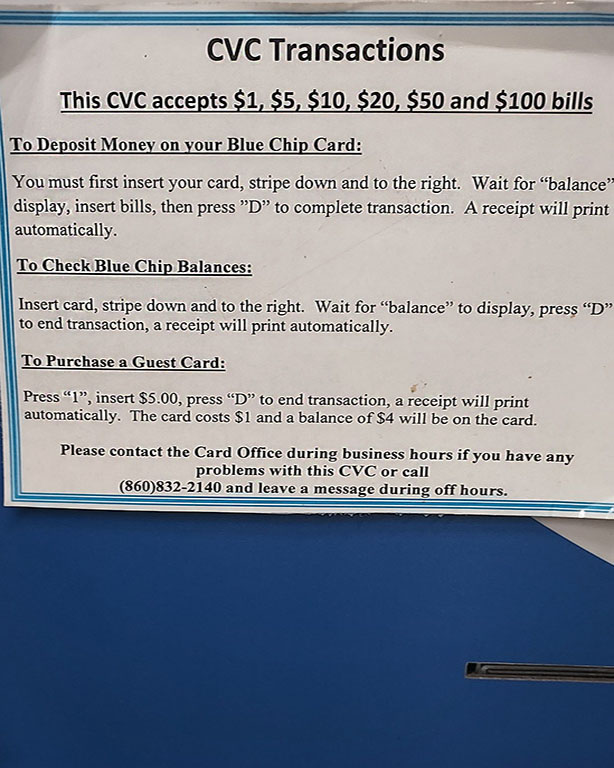 CVC Transactions
This CVC accepts $1, $5, $10, $20, $50 and $100 bills
To Deposit Money on your Blue Chip Card:
You must first insert your card, stripe down and to the right. Wait for “balance”
display, insert bills, then press ”D” to complete transaction. A receipt will print
automatically.
To Check Blue Chip Balances:
Insert card, stripe down and to the right. Wait for “balance” to display, press “D”
to end transaction, a receipt will print automatically.
To Purchase a Guest Card:
Press “1”, insert $5.00, press “D” to end transaction, a receipt will print
automatically. The card costs $1 and a balance of $4 will be on the card.
Please contact the Card Office during business hours if you have any
problems with this CVC or call
(860)832-2140 and leave a message during off hours.